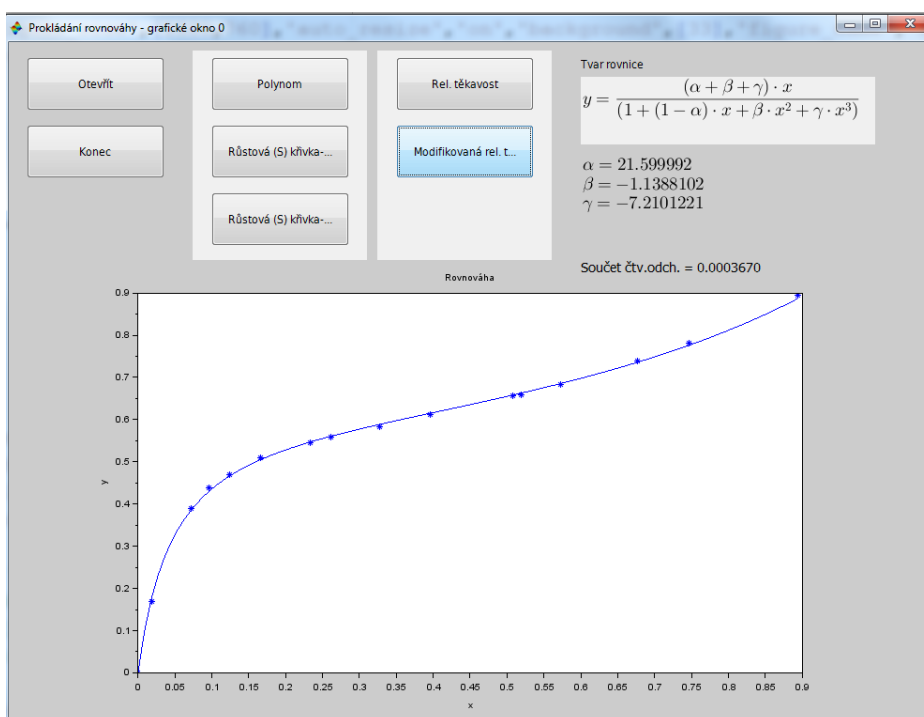 Prokládání rovnováhy - grafické okno 0
Otevřít
Polynom
Rel. těkavost
Konec
Růstová (S) křivka-...
Modifikovaná rel. t...
Růstová (S) křivka-...
Tvar rovnice
y = (α + β + γ) · x / (1 + (1 − α) · x + β · x² + γ · x³)
α = 21.599992
β = −1.1388102
γ = −7.2101221
Součet čtv.odch. = 0.0003670
Rovnováha
0.9
0.8
0.7
0.6
0.5
y
0.4
0.3
0.2
0.1
0
0 0.05 0.1 0.15 0.2 0.25 0.3 0.35 0.4 0.45 0.5 0.55 0.6 0.65 0.7 0.75 0.8 0.85 0.9
x